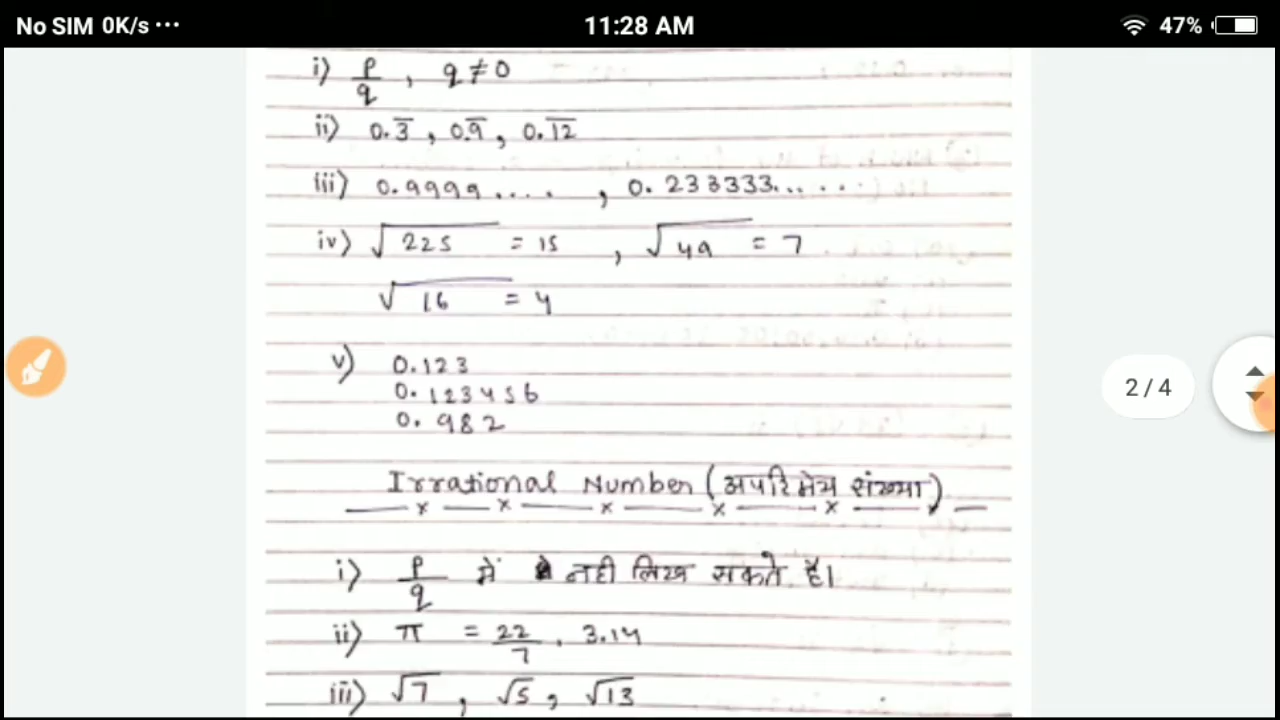 No SIM 0K/s ··· 11:28 AM 47%
i) p/q , q ≠ 0
ii) 0.3̅ , 0.9̅ , 0.1̅2̅
iii) 0.9999.... , 0.233333......
iv) √225 = 15 , √49 = 7
√16 = 4
v) 0.123
0.123456
2/4
0.982
Irrational Number (अपरिमेय संख्या)
i) p/q में नही लिख सकते है।
ii) π = 22/7 . 3.14
iii) √7 , √5 , √13